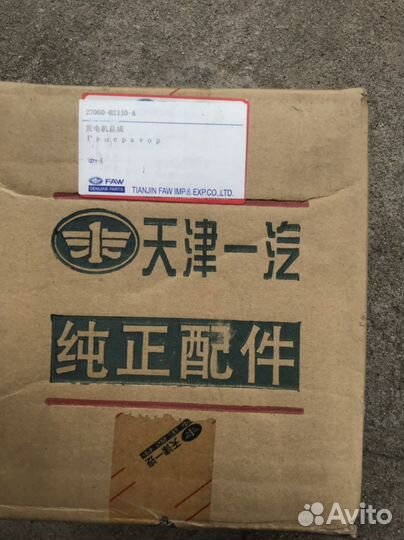 27060-02110-A
发电机总成
Генератор
FAW
GENUINE PARTS
TIANJIN FAW IMP.& EXP.CO.,LTD.
天津一汽
纯正配件
天津一汽
Avito